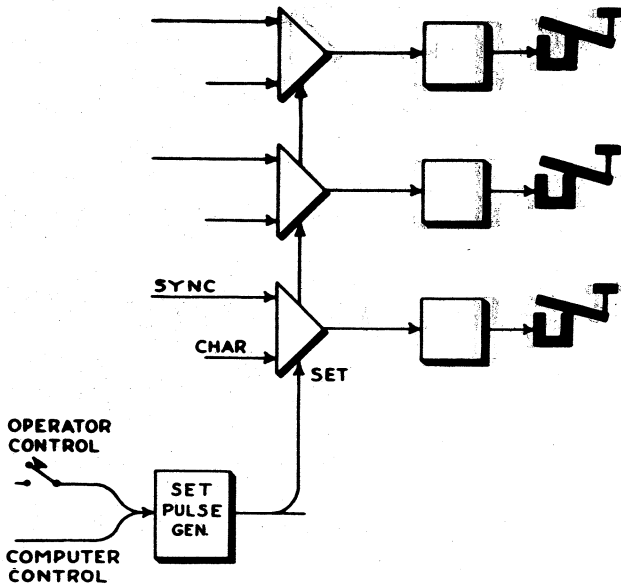 SYNC
CHAR
SET
OPERATOR
CONTROL
SET
PULSE
GEN.
COMPUTER
CONTROL